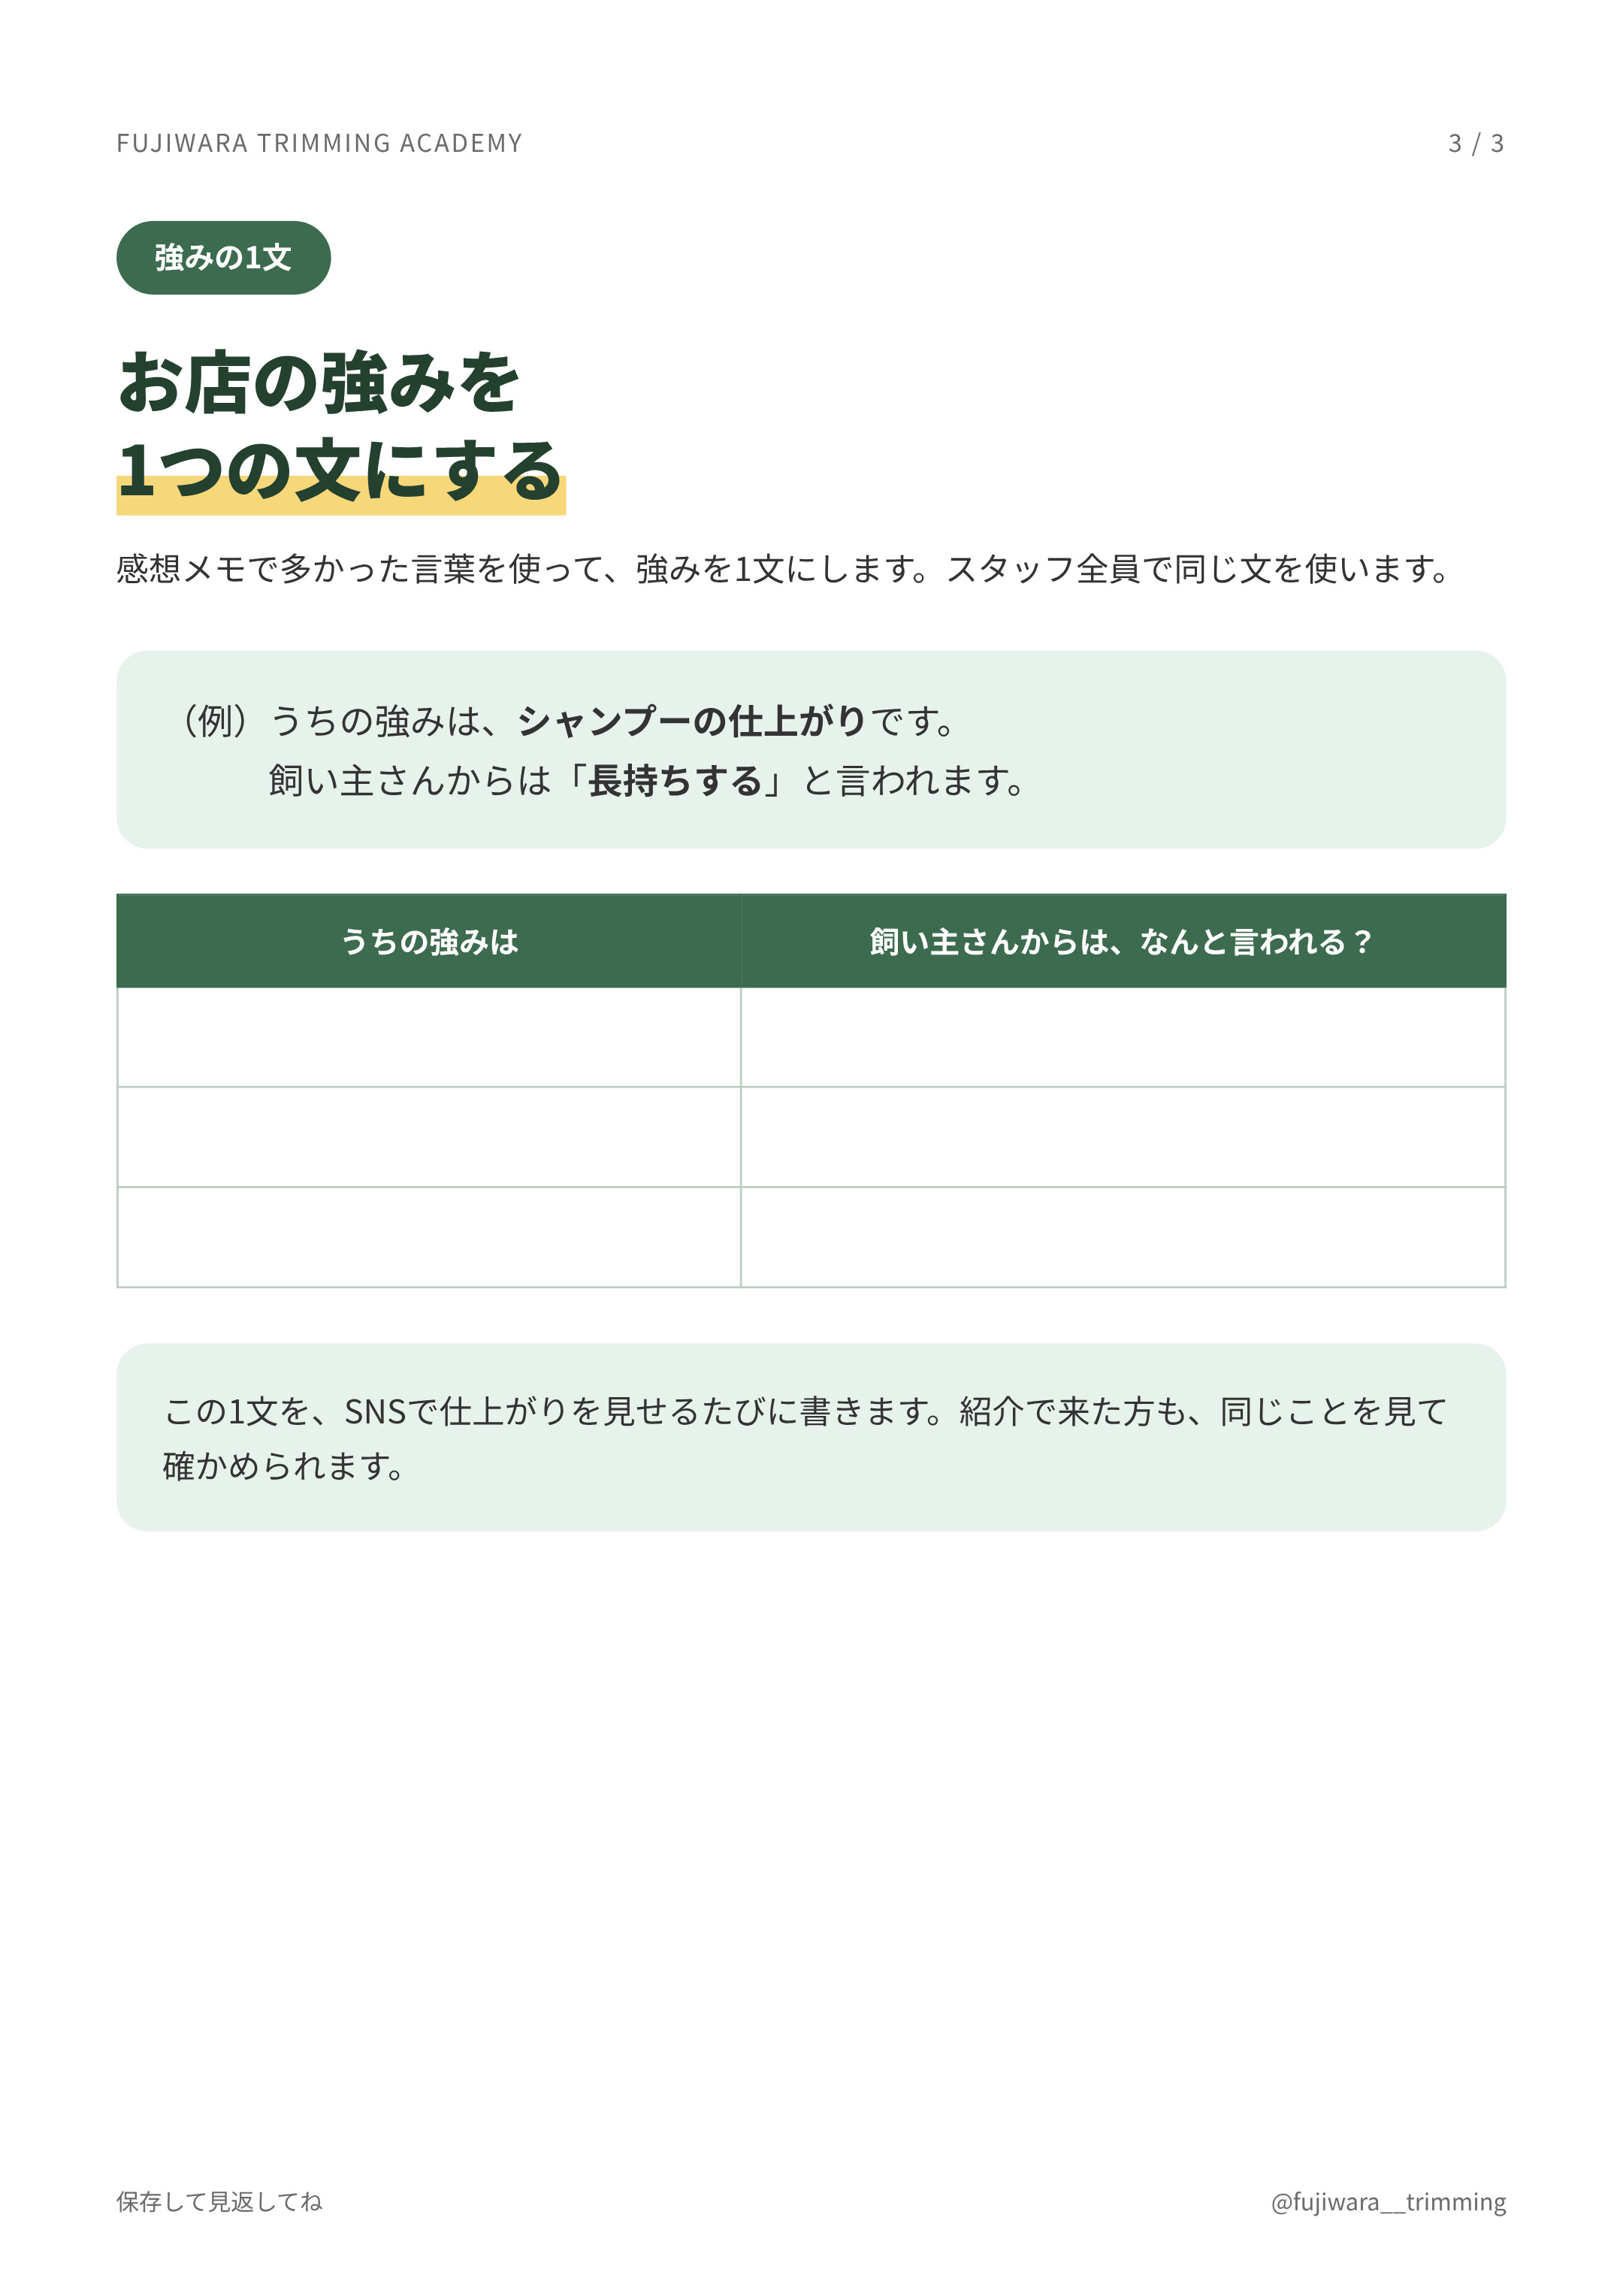 FUJIWARA TRIMMING ACADEMY
3 / 3
強みの1文
お店の強みを
1つの文にする
感想メモで多かった言葉を使って、強みを1文にします。スタッフ全員で同じ文を使います。
（例）うちの強みは、シャンプーの仕上がりです。
飼い主さんからは「長持ちする」と言われます。
うちの強みは
飼い主さんからは、なんと言われる？
この1文を、SNSで仕上がりを見せるたびに書きます。紹介で来た方も、同じことを見て
確かめられます。
保存して見返してね
@fujiwara__trimming